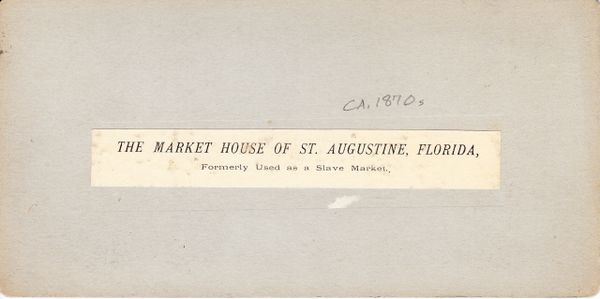 CA. 1870s
THE MARKET HOUSE OF ST. AUGUSTINE, FLORIDA,
Formerly Used as a Slave Market.